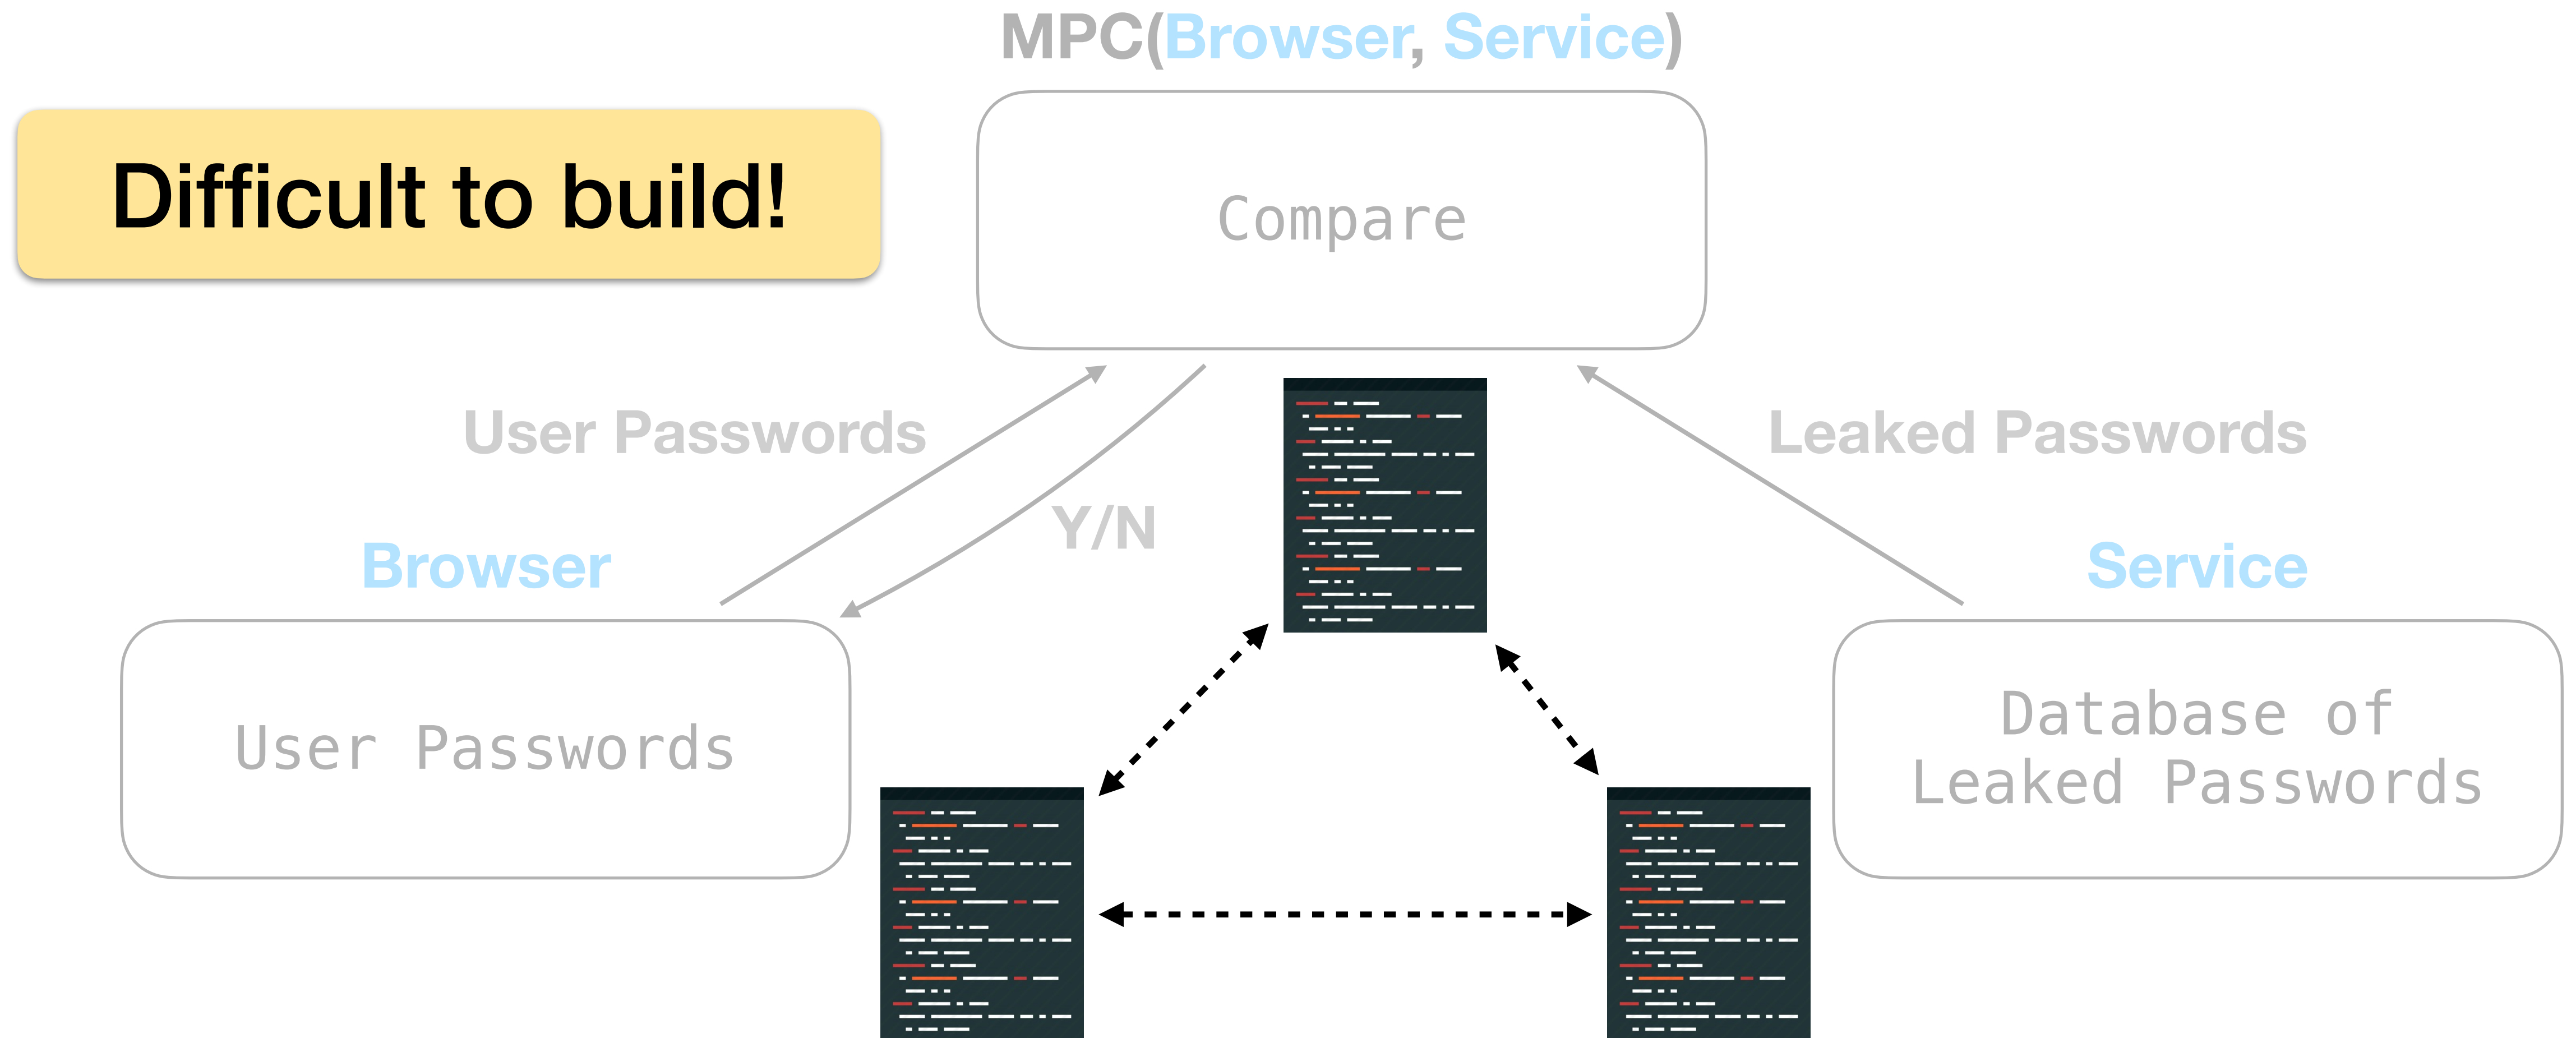 MPC(Browser, Service)
Difficult to build!
Compare
User Passwords
Leaked Passwords
Y/N
Browser
Service
User Passwords
Database of
Leaked Passwords